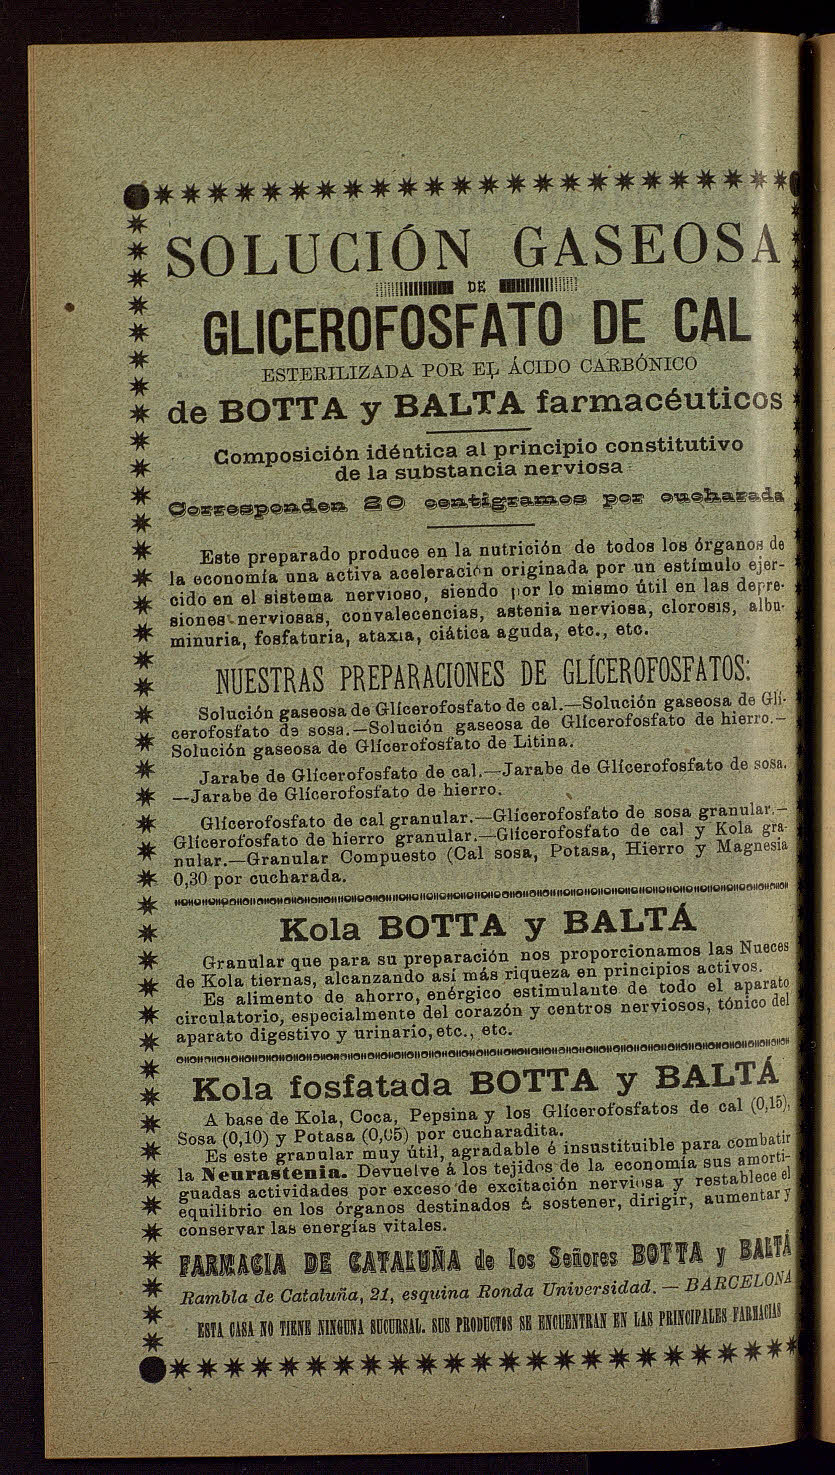 SOLUCIÓN GASEOSA
DE
GLICEROFOSFATO DE CAL
ESTERILIZADA POR EL ÁCIDO CARBÓNICO
de BOTTA y BALTA farmacéuticos
Composición idéntica al principio constitutivo
de la substancia nerviosa
Corresponden 20 centigramos por cucharada
Este preparado produce en la nutrición de todos los órganos de
la economía una activa aceleración originada por un estímulo ejer-
cido en el sistema nervioso, siendo por lo mismo útil en las depre-
siones nerviosas, convalecencias, astenia nerviosa, clorosis, albu-
minuria, fosfaturia, ataxia, ciática aguda, etc., etc.
NUESTRAS PREPARACIONES DE GLÍCEROFOSFATOS:
Solución gaseosa de Glícerofosfato de cal.—Solución gaseosa de Glí-
cerofosfato de sosa.—Solución gaseosa de Glícerofosfato de hierro.—
Solución gaseosa de Glícerofosfato de Litina.
Jarabe de Glícerofosfato de cal.—Jarabe de Glícerofosfato de sosa.
—Jarabe de Glícerofosfato de hierro.
Glícerofosfato de cal granular.—Glícerofosfato de sosa granular.—
Glícerofosfato de hierro granular.—Glícerofosfato de cal y Kola gra-
nular.—Granular Compuesto (Cal sosa, Potasa, Hierro y Magnesia
0,30 por cucharada.
Kola BOTTA y BALTÁ
Granular que para su preparación nos proporcionamos las Nueces
de Kola tiernas, alcanzando así más riqueza en principios activos.
Es alimento de ahorro, enérgico estimulante de todo el aparato
circulatorio, especialmente del corazón y centros nerviosos, tónico del
aparato digestivo y urinario, etc., etc.
Kola fosfatada BOTTA y BALTÁ
A base de Kola, Coca, Pepsina y los Glícerofosfatos de cal (0,15),
Sosa (0,10) y Potasa (0,05) por cucharadita.
Es este granular muy útil, agradable é insustituible para combatir
la Neurastenia. Devuelve á los tejidos de la economía sus amorti-
guadas actividades por exceso de excitación nerviosa y restablece el
equilibrio en los órganos destinados á sostener, dirigir, aumentar y
conservar las energías vitales.
FARMACIA DE CATALUÑA de los Señores BOTTA y BALTÁ
Rambla de Cataluña, 21, esquina Ronda Universidad. — BARCELONA
ESTA CASA NO TIENE NINGUNA SUCURSAL. SUS PRODUCTOS SE ENCUENTRAN EN LAS PRINCIPALES FARMACIAS